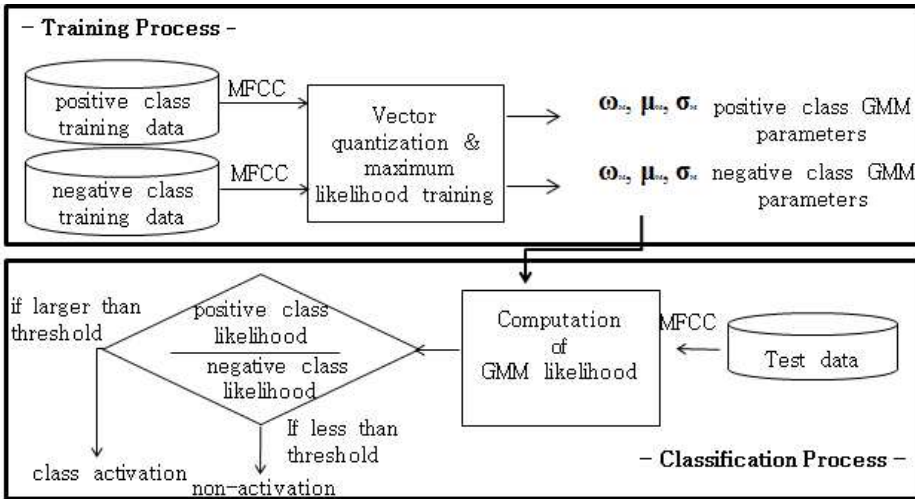 – Training Process –
MFCC
positive class
training data
MFCC
negative class
training data
Vector
quantization &
maximum
likelihood training
ω, μ, σ positive class GMM
parameters
ω, μ, σ negative class GMM
parameters
if larger than
threshold
positive class
likelihood
negative class
likelihood
Computation
of
GMM likelihood
MFCC
Test data
If less than
threshold
class activation
non-activation
– Classification Process –